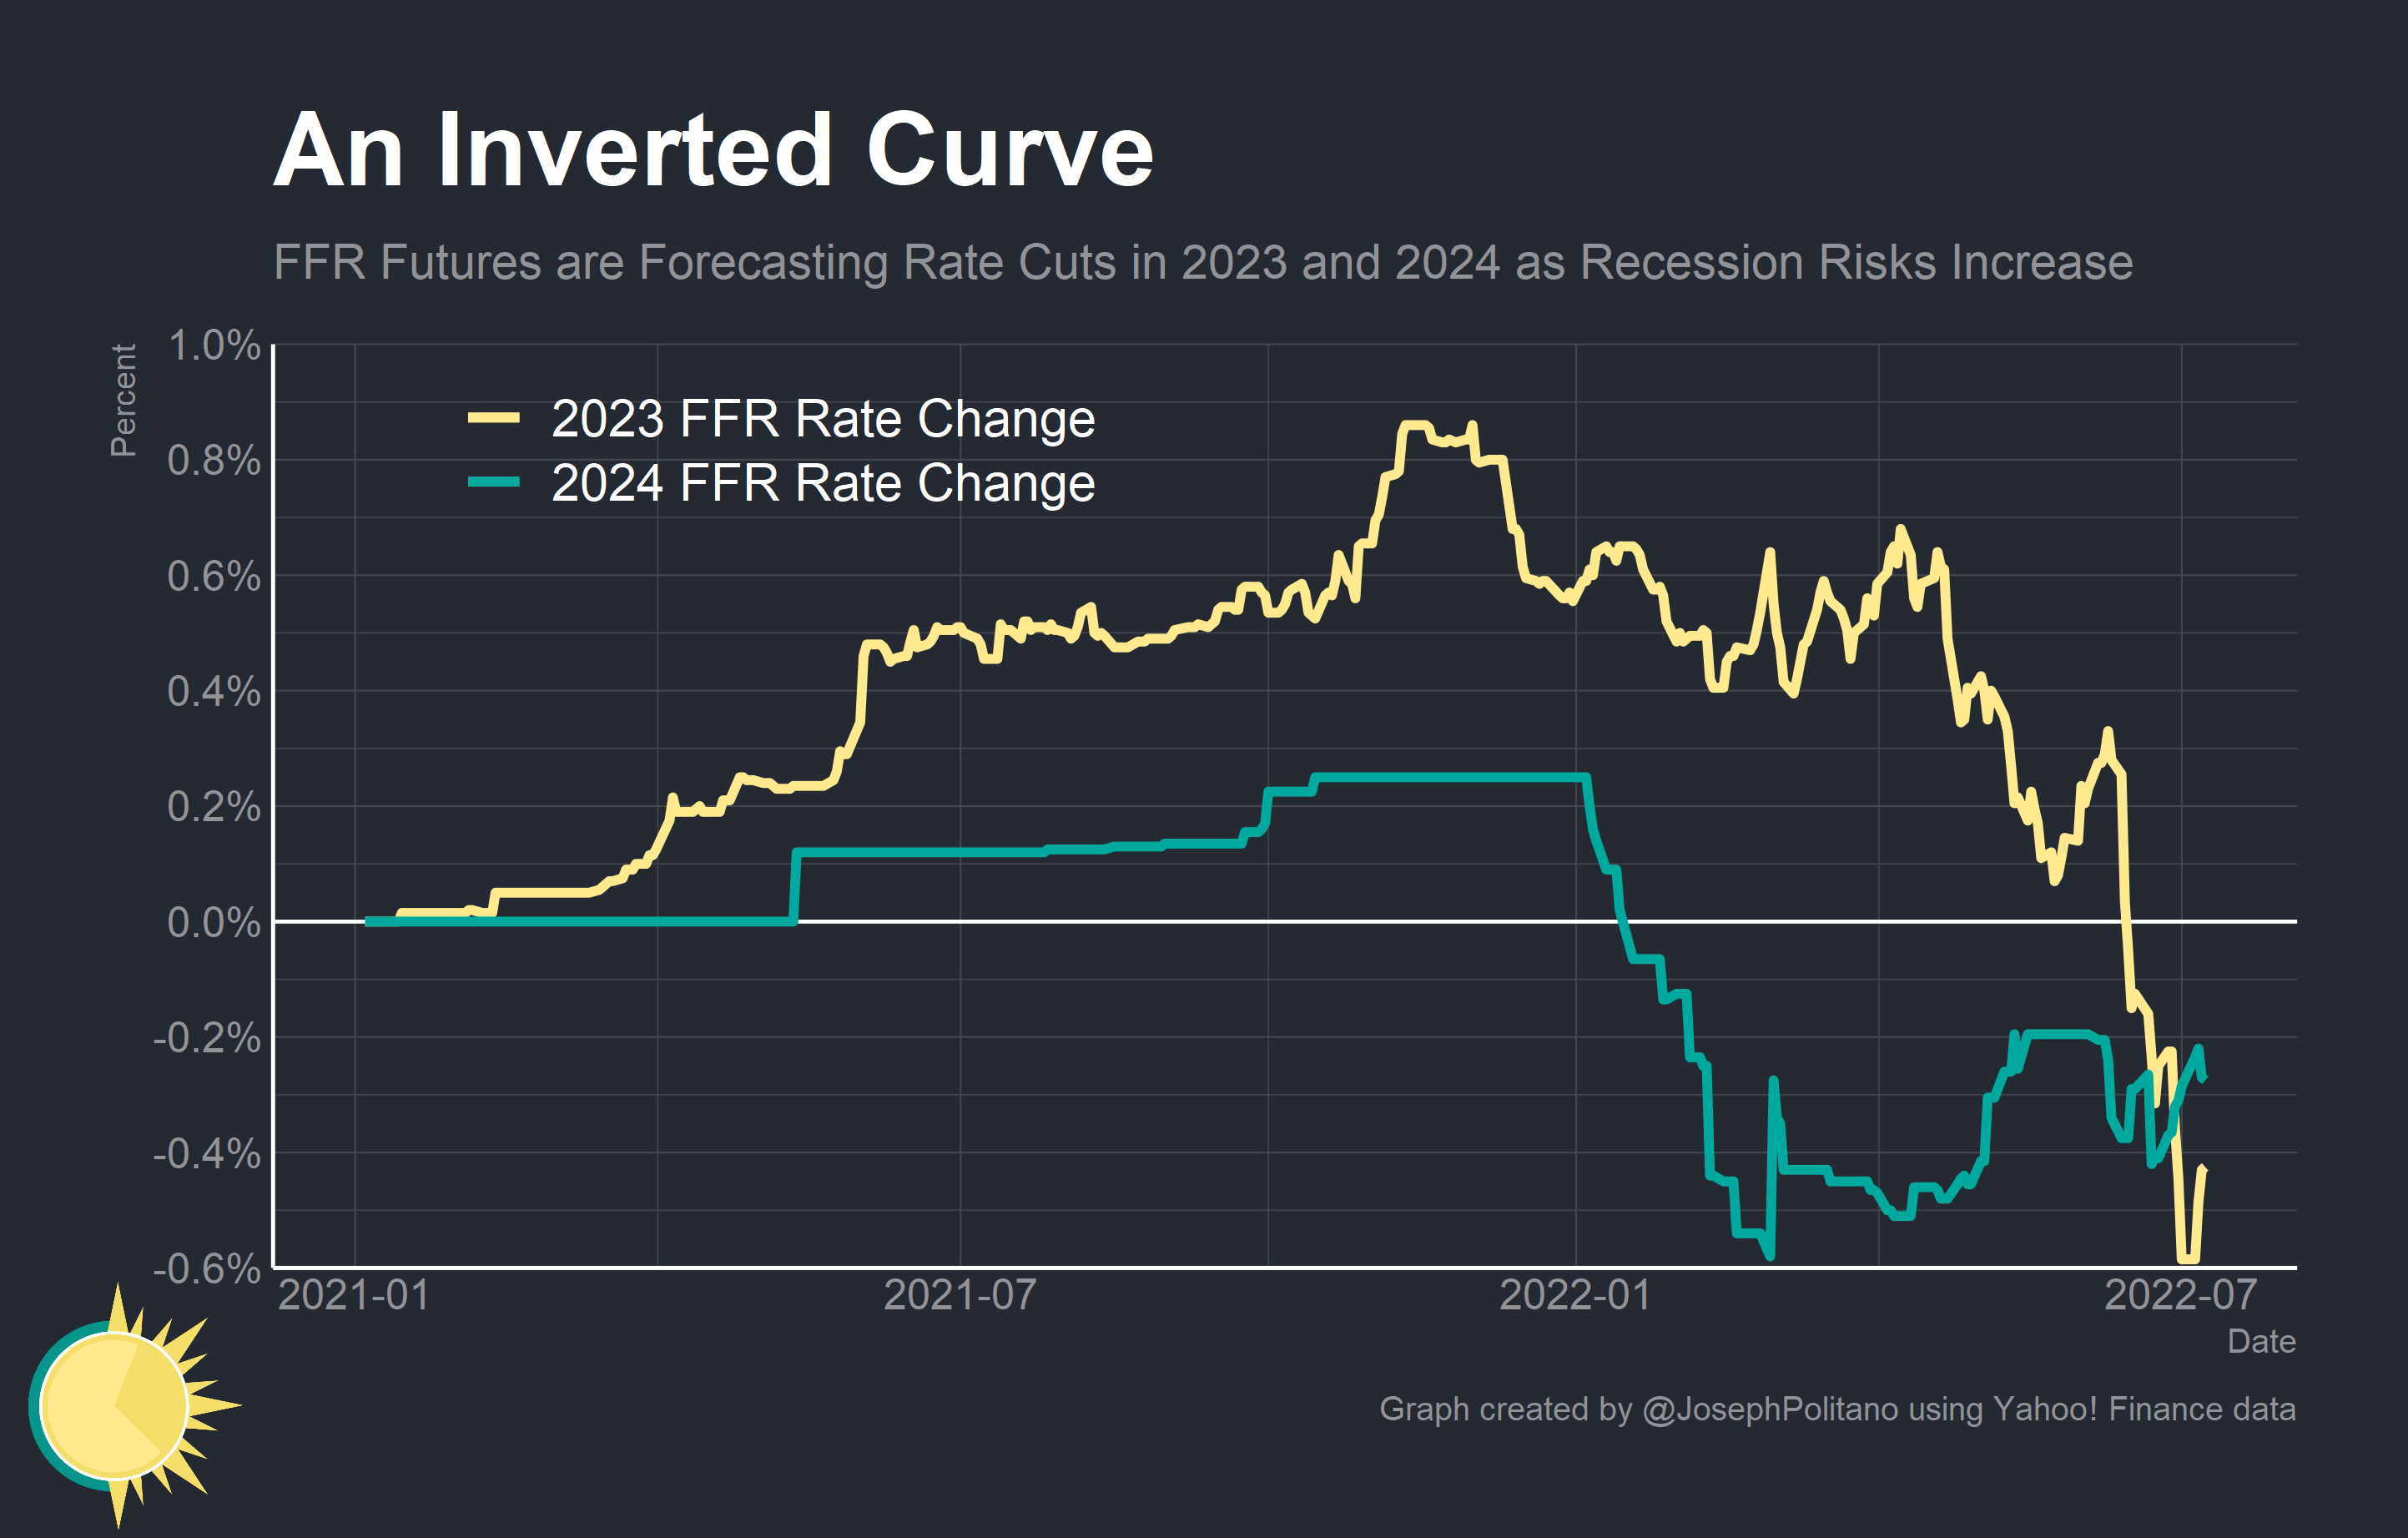 An Inverted Curve
FFR Futures are Forecasting Rate Cuts in 2023 and 2024 as Recession Risks Increase
Percent
1.0%
0.8%
0.6%
0.4%
0.2%
0.0%
-0.2%
-0.4%
-0.6%
2023 FFR Rate Change
2024 FFR Rate Change
2021-01
2021-07
2022-01
2022-07
Date
Graph created by @JosephPolitano using Yahoo! Finance data